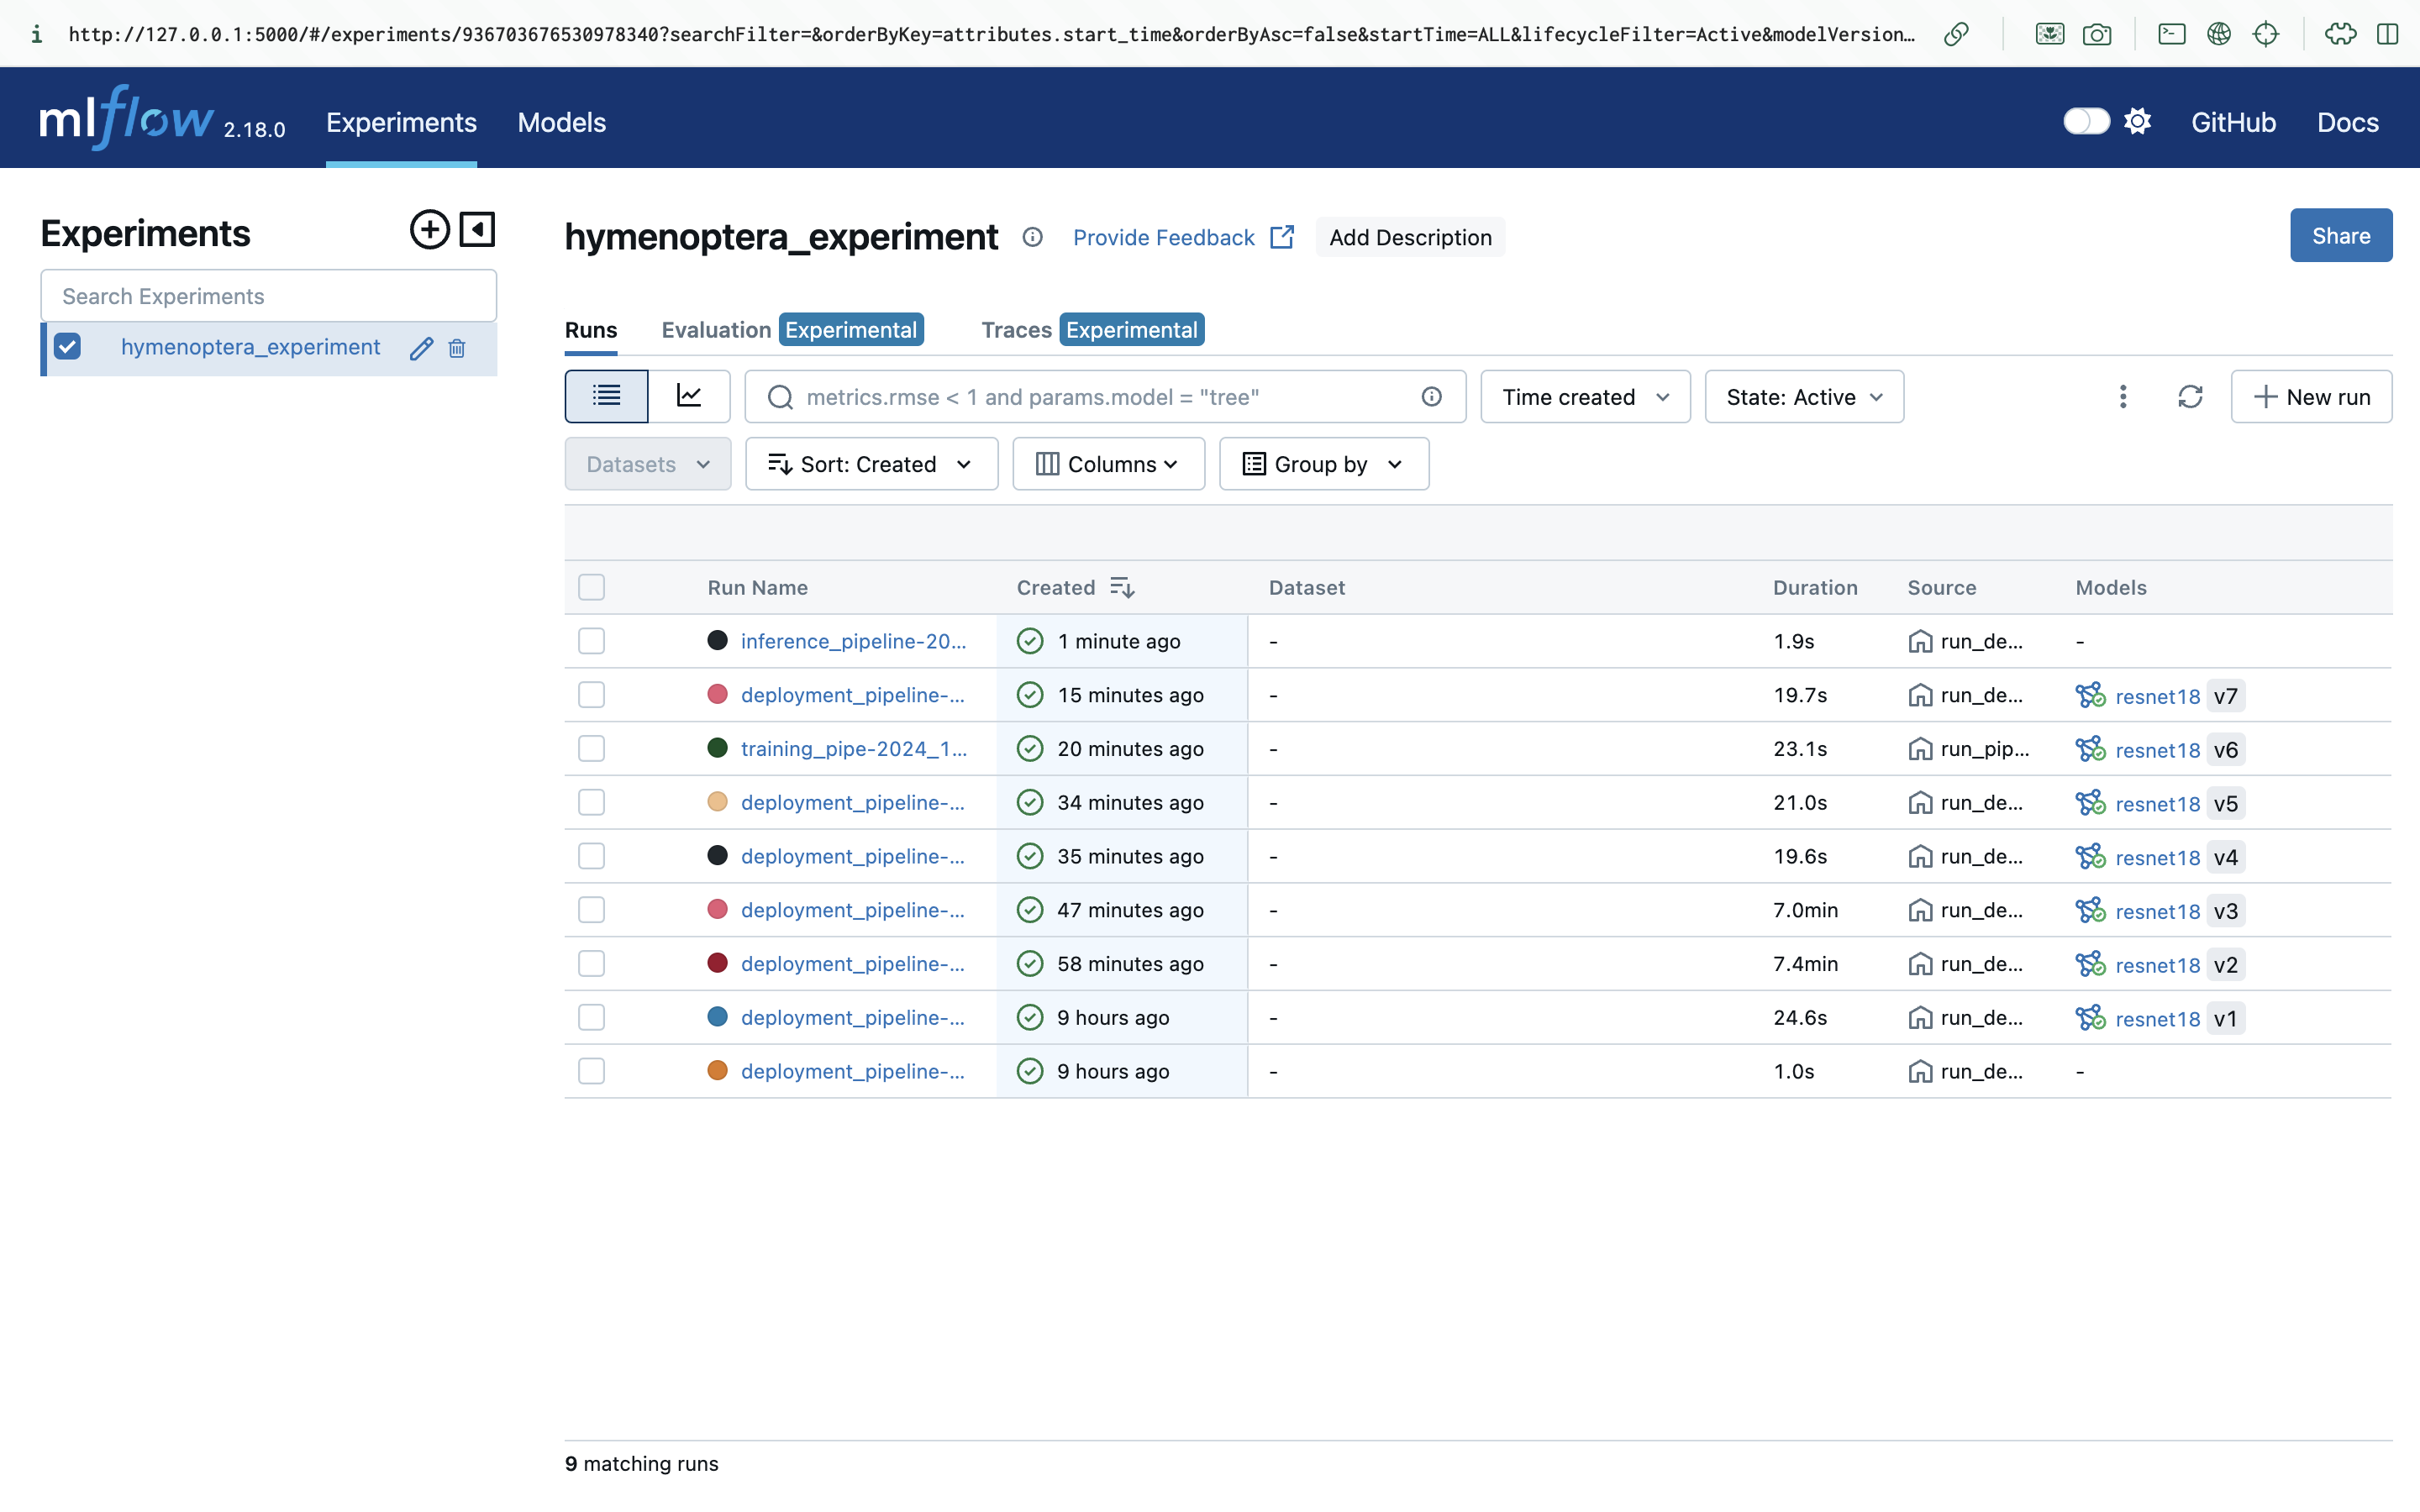 i http://127.0.0.1:5000/#/experiments/936703676530978340?searchFilter=&orderByKey=attributes.start_time&orderByAsc=false&startTime=ALL&lifecycleFilter=Active&modelVersion…
mlflow 2.18.0 Experiments Models GitHub Docs
Experiments
Search Experiments
hymenoptera_experiment
hymenoptera_experiment Provide Feedback Add Description Share
Runs Evaluation Experimental Traces Experimental
metrics.rmse < 1 and params.model = "tree" Time created State: Active New run
Datasets Sort: Created Columns Group by
Run Name Created Dataset Duration Source Models
inference_pipeline-20... 1 minute ago - 1.9s run_de... -
deployment_pipeline-... 15 minutes ago - 19.7s run_de... resnet18 v7
training_pipe-2024_1... 20 minutes ago - 23.1s run_pip... resnet18 v6
deployment_pipeline-... 34 minutes ago - 21.0s run_de... resnet18 v5
deployment_pipeline-... 35 minutes ago - 19.6s run_de... resnet18 v4
deployment_pipeline-... 47 minutes ago - 7.0min run_de... resnet18 v3
deployment_pipeline-... 58 minutes ago - 7.4min run_de... resnet18 v2
deployment_pipeline-... 9 hours ago - 24.6s run_de... resnet18 v1
deployment_pipeline-... 9 hours ago - 1.0s run_de... -
9 matching runs